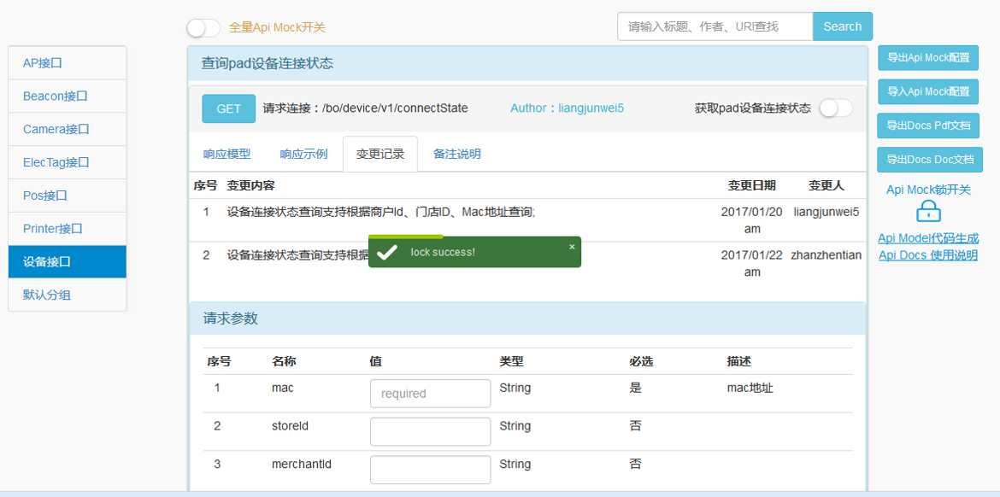 全量Api Mock开关
请输入标题、作者、URI查找
Search
AP接口
Beacon接口
Camera接口
ElecTag接口
Pos接口
Printer接口
设备接口
默认分组
查询pad设备连接状态
GET 请求连接：/bo/device/v1/connectState Author：liangjunwei5 获取pad设备连接状态
响应模型 响应示例 变更记录 备注说明
序号 变更内容 变更日期 变更人
1 设备连接状态查询支持根据商户Id、门店ID、Mac地址查询; 2017/01/20 liangjunwei5
am
2 设备连接状态查询支持根据 2017/01/22 zhanzhentian
am
lock success! ×
请求参数
序号 名称 值 类型 必选 描述
1 mac required String 是 mac地址
2 storeId String 否
3 merchantId String 否
导出Api Mock配置
导入Api Mock配置
导出Docs Pdf文档
导出Docs Doc文档
Api Mock锁开关
Api Model代码生成
Api Docs 使用说明